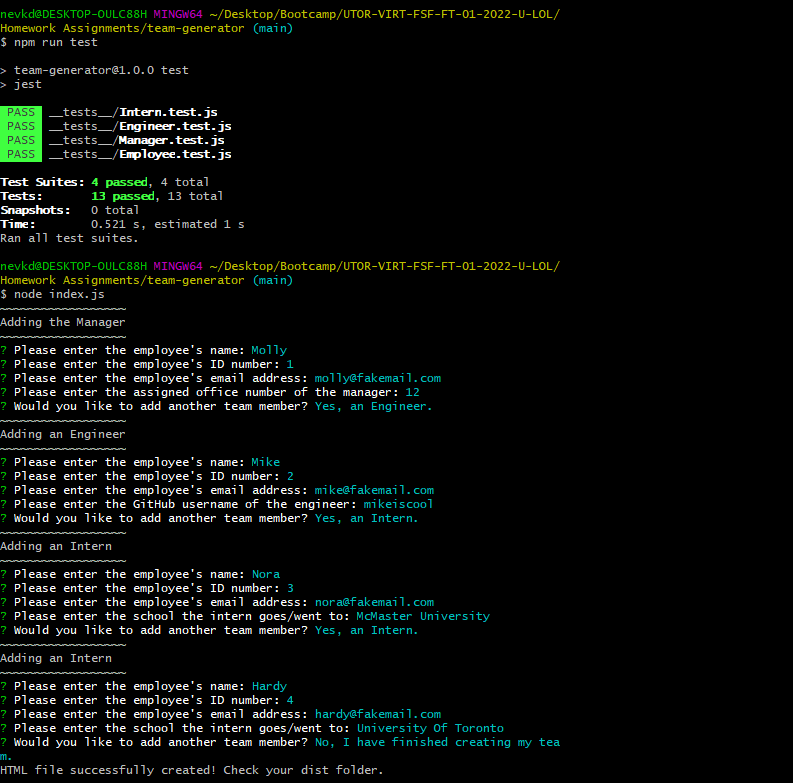 nevkd@DESKTOP-OULC88H MINGW64 ~/Desktop/Bootcamp/UTOR-VIRT-FSF-FT-01-2022-U-LOL/
Homework Assignments/team-generator (main)
$ npm run test
> team-generator@1.0.0 test
> jest
PASS __tests__/Intern.test.js
PASS __tests__/Engineer.test.js
PASS __tests__/Manager.test.js
PASS __tests__/Employee.test.js
Test Suites: 4 passed, 4 total
Tests:       13 passed, 13 total
Snapshots:   0 total
Time:        0.521 s, estimated 1 s
Ran all test suites.
nevkd@DESKTOP-OULC88H MINGW64 ~/Desktop/Bootcamp/UTOR-VIRT-FSF-FT-01-2022-U-LOL/
Homework Assignments/team-generator (main)
$ node index.js
~~~~~~~~~~~~~~~~~~
Adding the Manager
~~~~~~~~~~~~~~~~~~
? Please enter the employee's name: Molly
? Please enter the employee's ID number: 1
? Please enter the employee's email address: molly@fakemail.com
? Please enter the assigned office number of the manager: 12
? Would you like to add another team member? Yes, an Engineer.
~~~~~~~~~~~~~~~~~~
Adding an Engineer
~~~~~~~~~~~~~~~~~~
? Please enter the employee's name: Mike
? Please enter the employee's ID number: 2
? Please enter the employee's email address: mike@fakemail.com
? Please enter the GitHub username of the engineer: mikeiscool
? Would you like to add another team member? Yes, an Intern.
~~~~~~~~~~~~~~~~~~
Adding an Intern
~~~~~~~~~~~~~~~~~~
? Please enter the employee's name: Nora
? Please enter the employee's ID number: 3
? Please enter the employee's email address: nora@fakemail.com
? Please enter the school the intern goes/went to: McMaster University
? Would you like to add another team member? Yes, an Intern.
~~~~~~~~~~~~~~~~~~
Adding an Intern
~~~~~~~~~~~~~~~~~~
? Please enter the employee's name: Hardy
? Please enter the employee's ID number: 4
? Please enter the employee's email address: hardy@fakemail.com
? Please enter the school the intern goes/went to: University Of Toronto
? Would you like to add another team member? No, I have finished creating my tea
m.
HTML file successfully created! Check your dist folder.